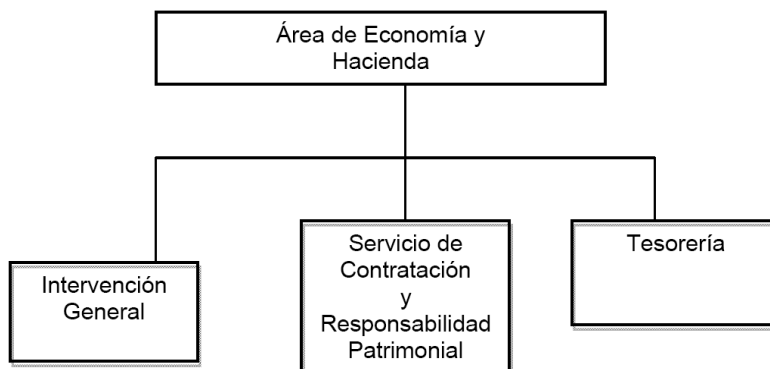 Área de Economía y
Hacienda
Intervención
General
Servicio de
Contratación
y
Responsabilidad
Patrimonial
Tesorería